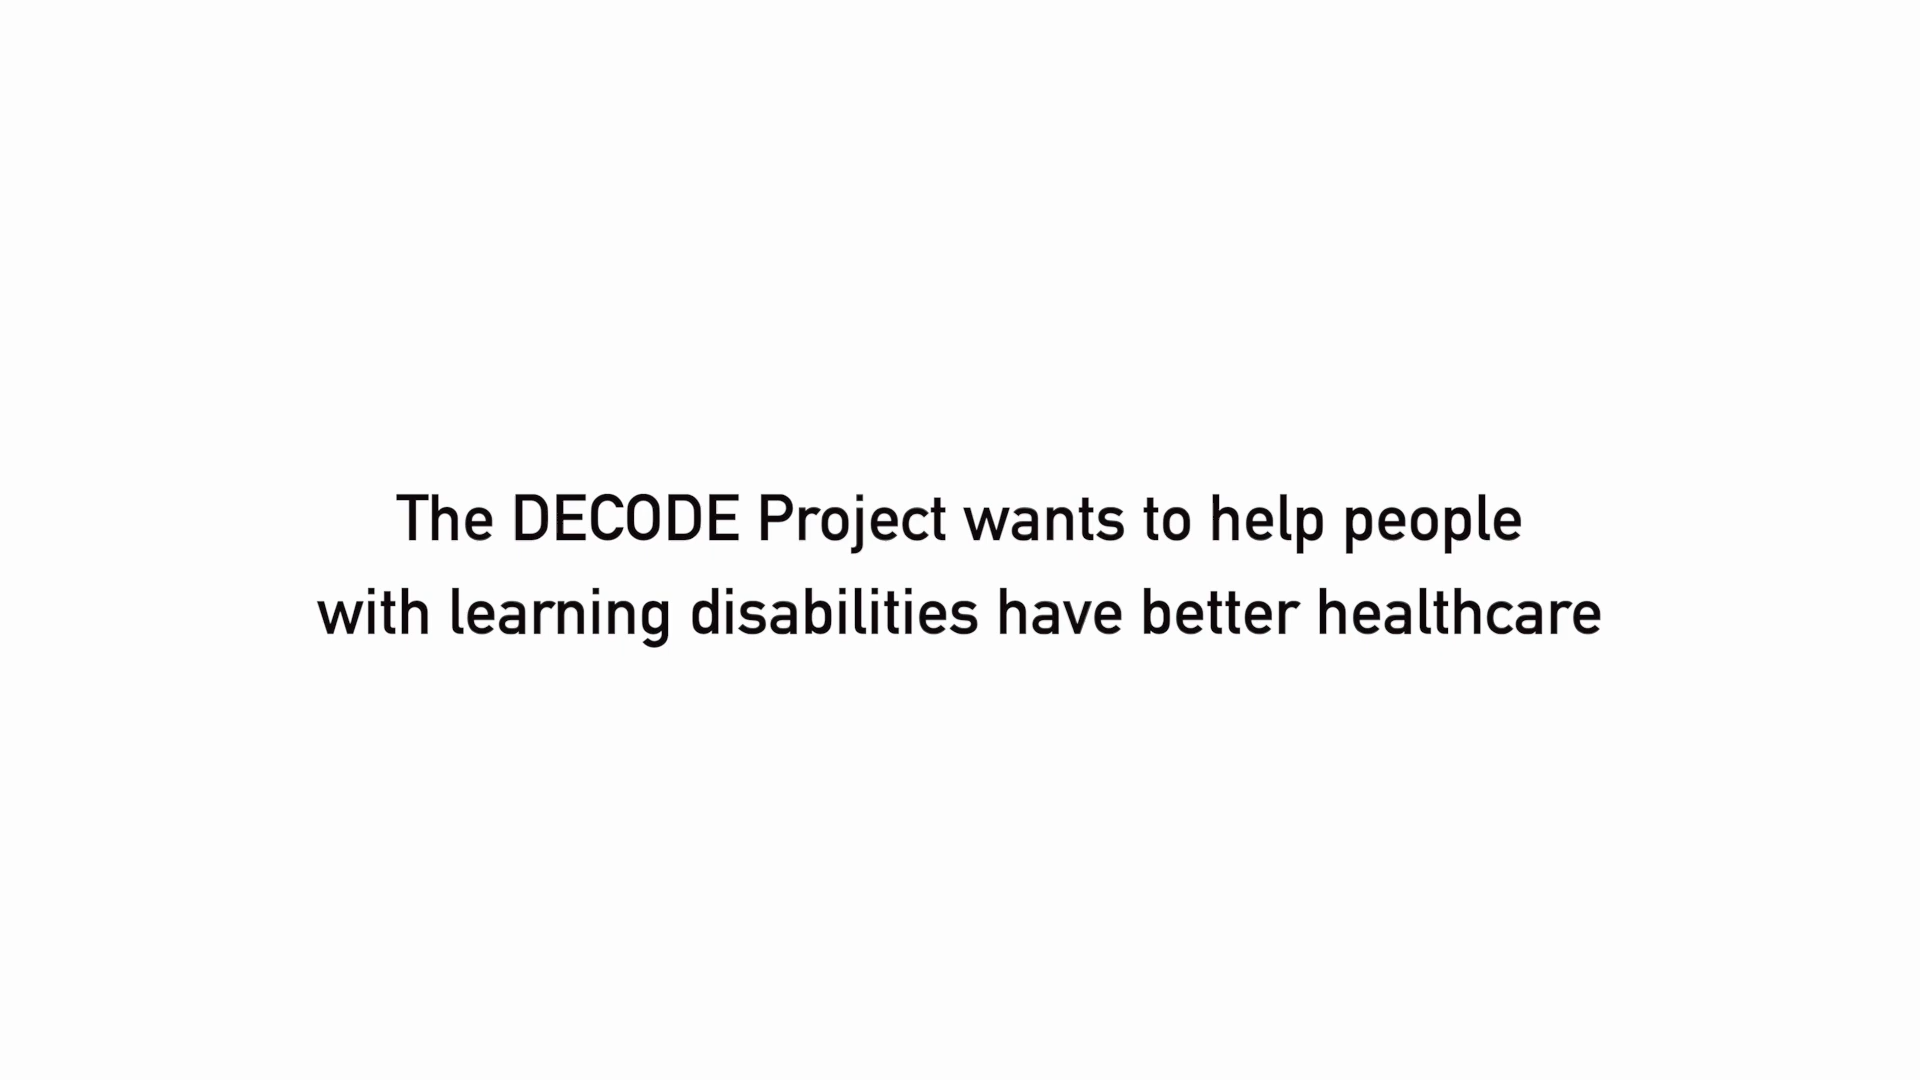 The DECODE Project wants to help people
with learning disabilities have better healthcare